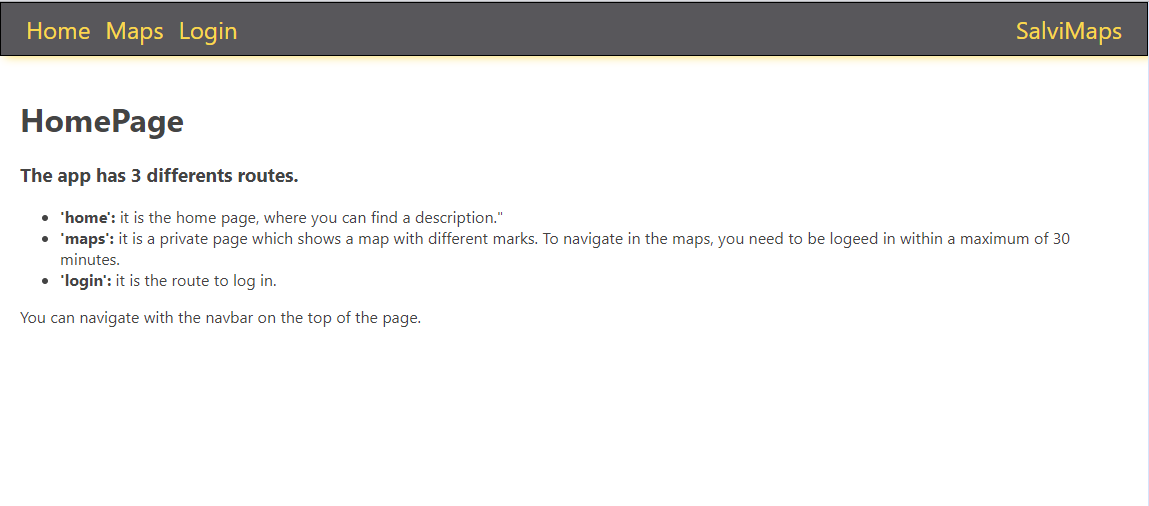 Home Maps Login SalviMaps
HomePage
The app has 3 differents routes.
'home': it is the home page, where you can find a description."
'maps': it is a private page which shows a map with different marks. To navigate in the maps, you need to be logeed in within a maximum of 30
minutes.
'login': it is the route to log in.
You can navigate with the navbar on the top of the page.